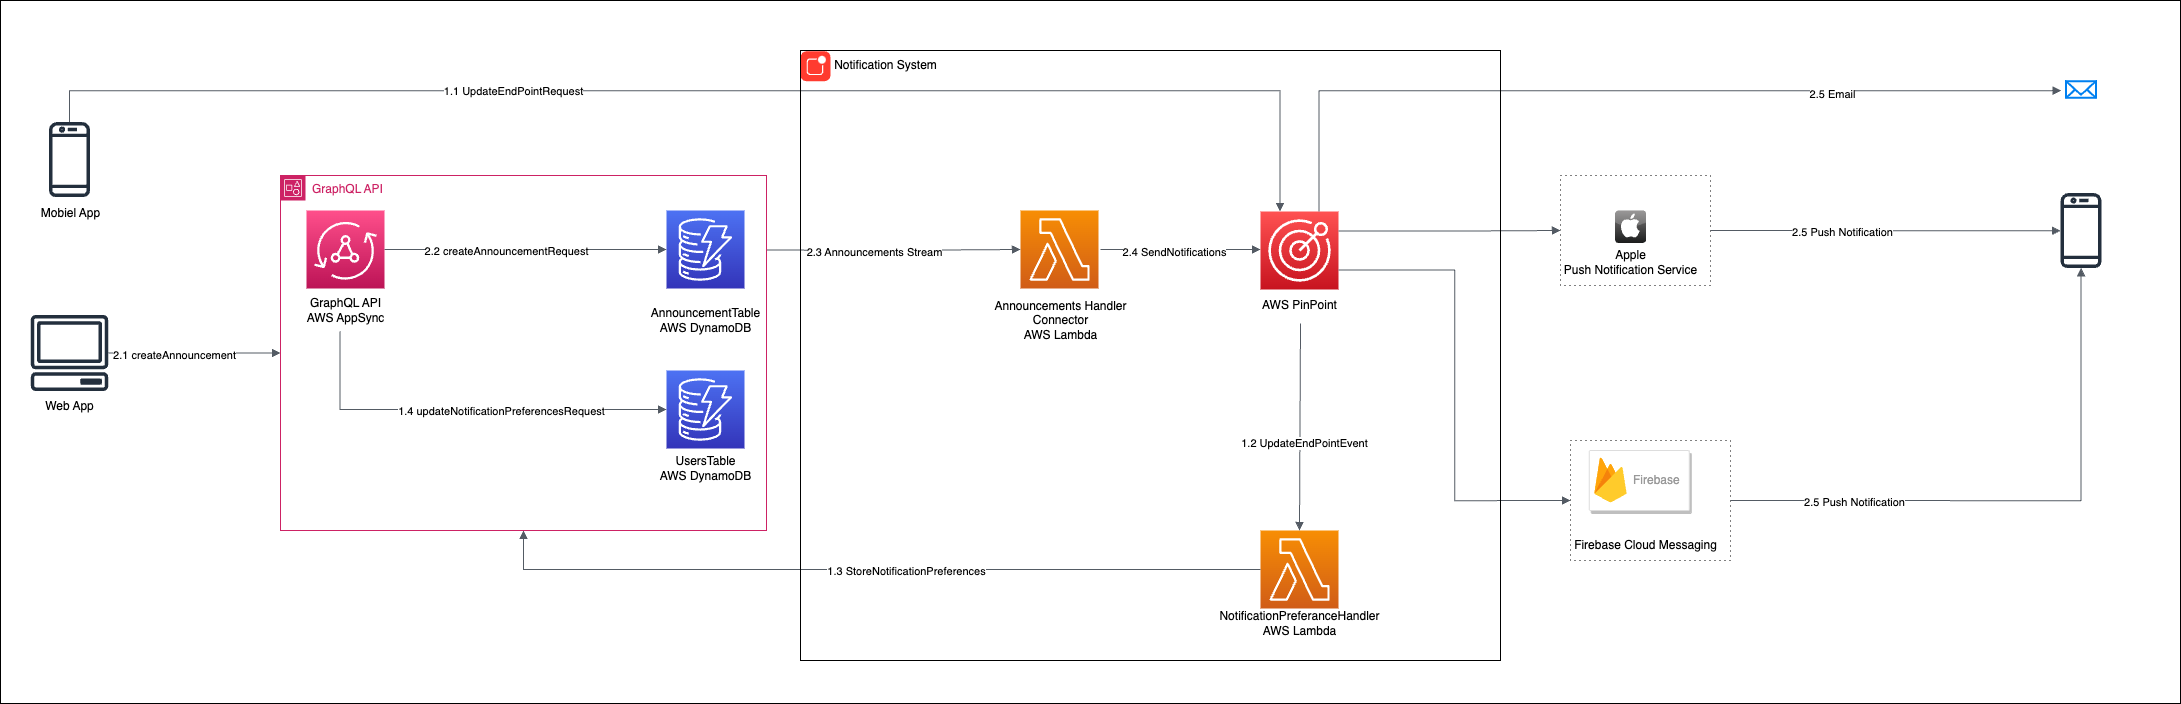 Notification System
1.1 UpdateEndPointRequest
2.5 Email
Mobiel App
GraphQL API
GraphQL API
AWS AppSync
2.2 createAnnouncementRequest
AnnouncementTable
AWS DynamoDB
2.3 Announcements Stream
Announcements Handler
Connector
AWS Lambda
2.4 SendNotifications
AWS PinPoint
Apple
Push Notification Service
2.5 Push Notification
2.1 createAnnouncement
Web App
1.4 updateNotificationPreferencesRequest
UsersTable
AWS DynamoDB
1.2 UpdateEndPointEvent
Firebase
Firebase Cloud Messaging
2.5 Push Notification
1.3 StoreNotificationPreferences
NotificationPreferanceHandler
AWS Lambda